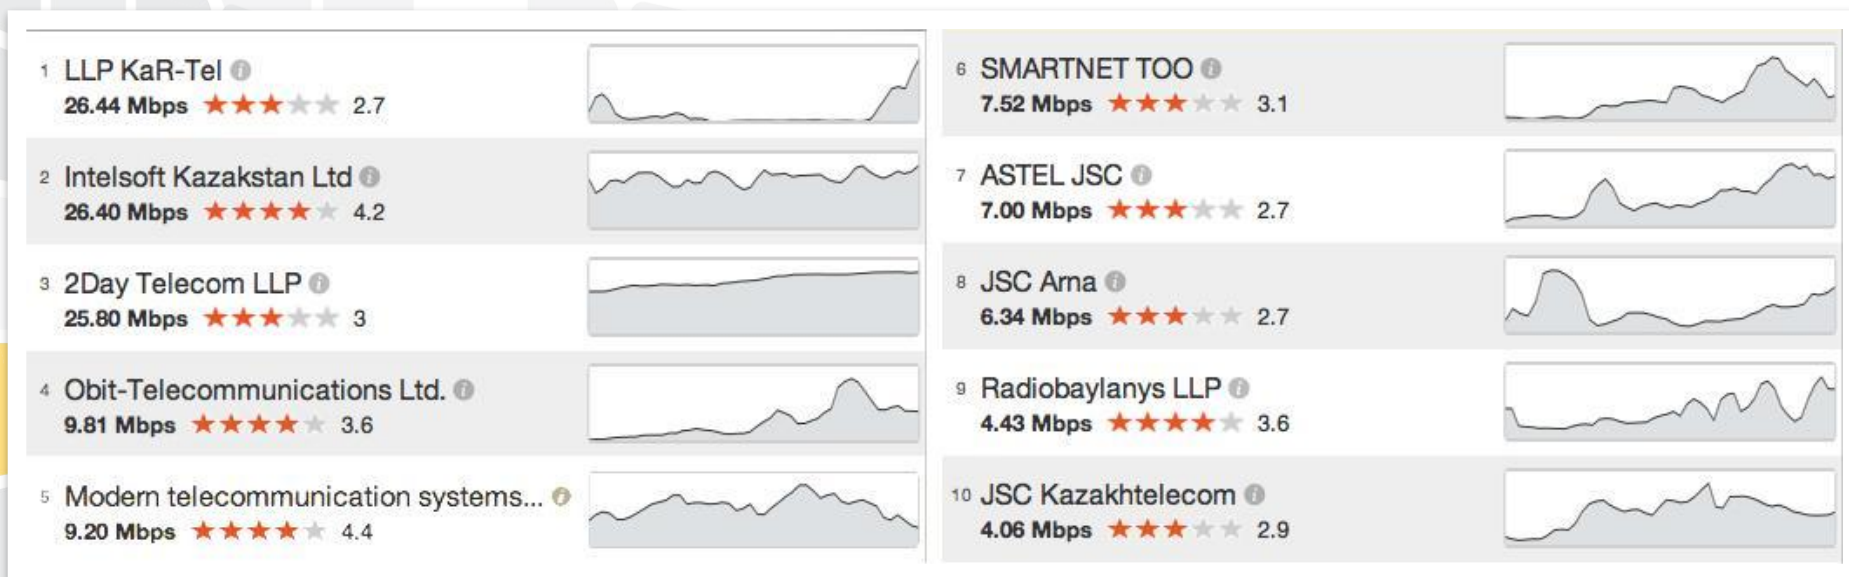 1 LLP KaR-Tel
26.44 Mbps 2.7
2 Intelsoft Kazakstan Ltd
26.40 Mbps 4.2
3 2Day Telecom LLP
25.80 Mbps 3
4 Obit-Telecommunications Ltd.
9.81 Mbps 3.6
5 Modern telecommunication systems...
9.20 Mbps 4.4
6 SMARTNET TOO
7.52 Mbps 3.1
7 ASTEL JSC
7.00 Mbps 2.7
8 JSC Arna
6.34 Mbps 2.7
9 Radiobaylanys LLP
4.43 Mbps 3.6
10 JSC Kazakhtelecom
4.06 Mbps 2.9